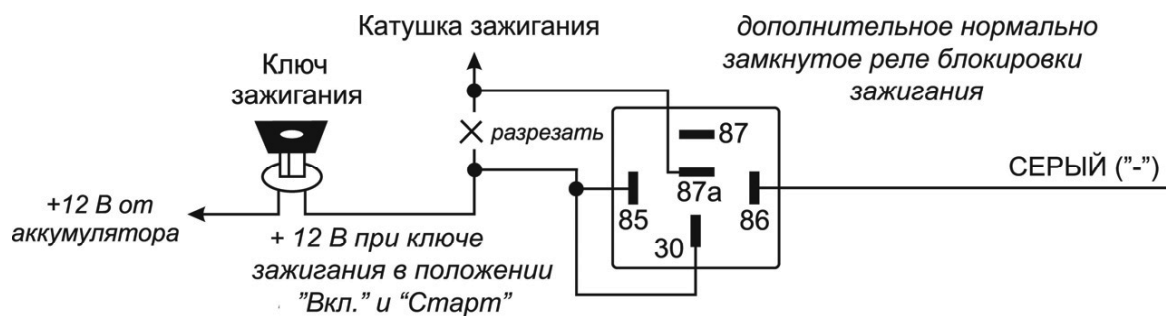 Катушка зажигания
дополнительное нормально
замкнутое реле блокировки
зажигания
Ключ
зажигания
разрезать
87
87а
85
86
30
СЕРЫЙ ("-")
+12 В от
аккумулятора
+ 12 В при ключе
зажигания в положении
"Вкл." и “Старт”